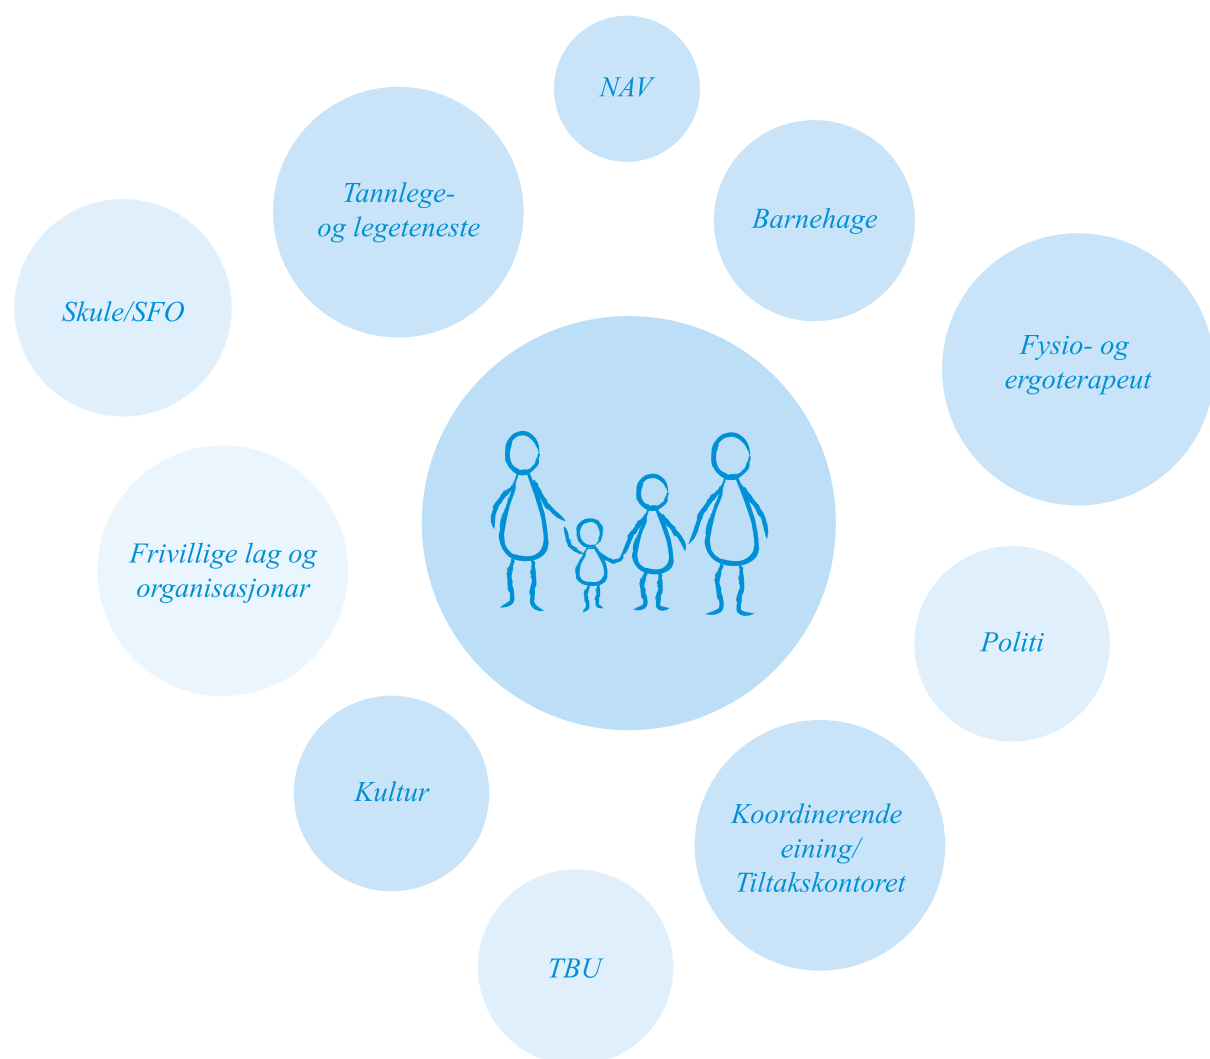 NAV
Tannlege-
og legeteneste
Barnehage
Skule/SFO
Fysio- og
ergoterapeut
Frivillige lag og
organisasjonar
Politi
Kultur
Koordinerende
eining/
Tiltakskontoret
TBU